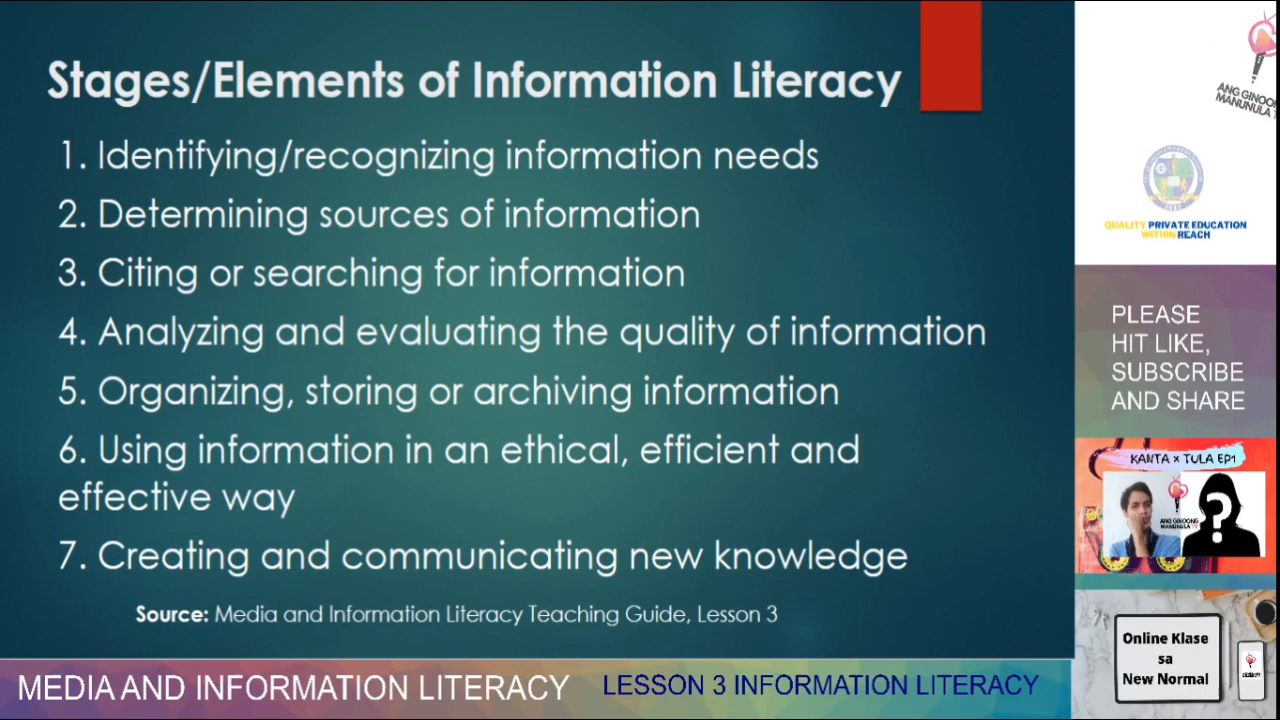 Stages/Elements of Information Literacy
1. Identifying/recognizing information needs
2. Determining sources of information
3. Citing or searching for information
4. Analyzing and evaluating the quality of information
5. Organizing, storing or archiving information
6. Using information in an ethical, efficient and
effective way
7. Creating and communicating new knowledge
Source: Media and Information Literacy Teaching Guide, Lesson 3
MEDIA AND INFORMATION LITERACY
LESSON 3 INFORMATION LITERACY
ANG GINOO
MANUNULA T
QUALITY PRIVATE EDUCATION
WITHIN REACH
PLEASE
HIT LIKE,
SUBSCRIBE
AND SHARE
KANTA x TULA EP1
ANG GINOONG
MANUNULA TV
?
Online Klase
sa
New Normal